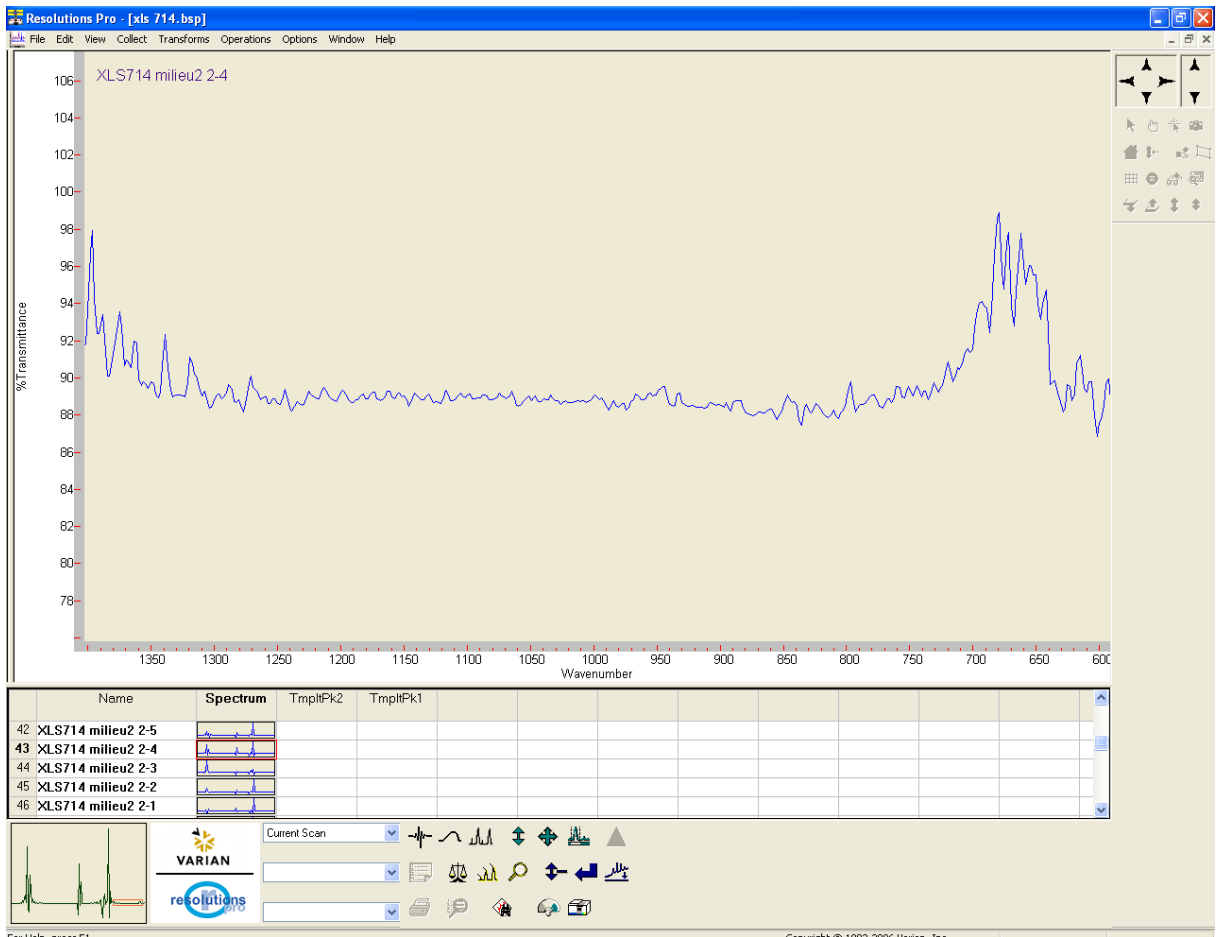 Resolutions Pro - [xls 714.bsp]
File Edit View Collect Transforms Operations Options Window Help
XLS714 milieu2 2-4
106
104
102
100
98
96
94
92
90
88
86
84
82
80
78
%Transmittance
1350 1300 1250 1200 1150 1100 1050 1000 950 900 850 800 750 700 650 600
Wavenumber
Name Spectrum TmpltPk2 TmpltPk1
42 XLS714 milieu2 2-5
43 XLS714 milieu2 2-4
44 XLS714 milieu2 2-3
45 XLS714 milieu2 2-2
46 XLS714 milieu2 2-1
Current Scan
VARIAN
resolutions
pro